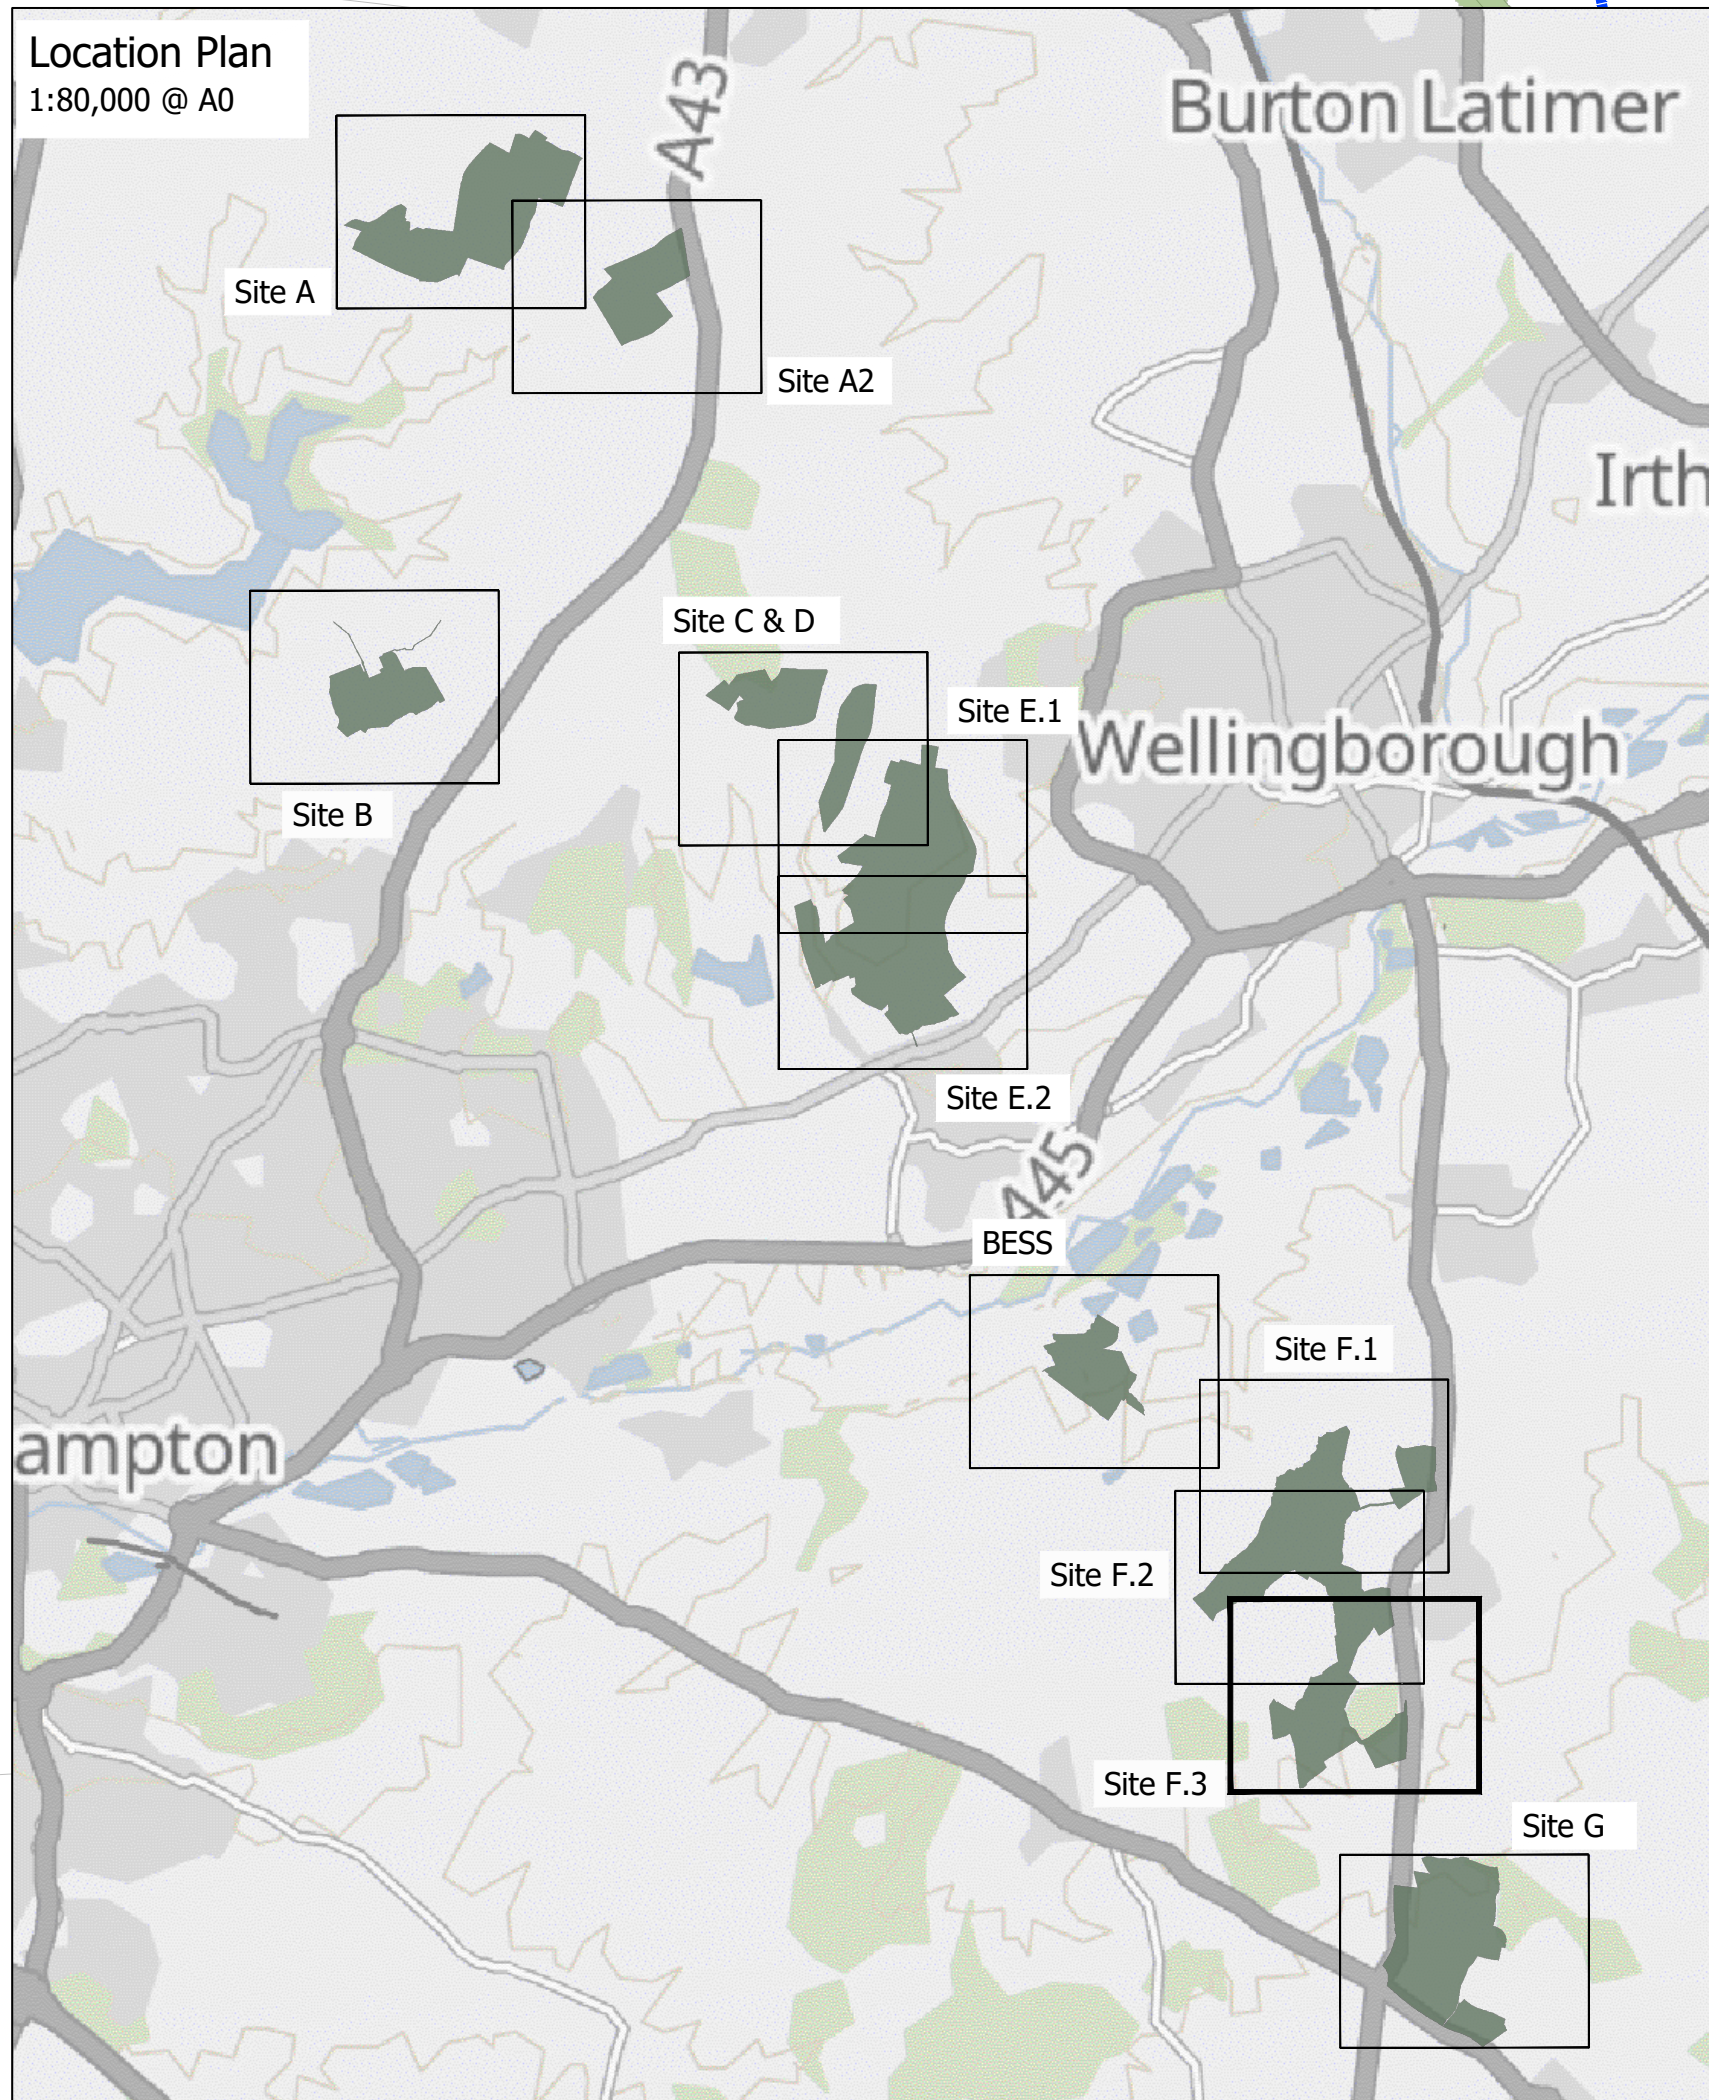 Location Plan
1:80,000 @ A0
A43
Burton Latimer
Site A
Site A2
Irth
Site C & D
Site E.1
Wellingborough
Site B
Site E.2
A45
BESS
Site F.1
ampton
Site F.2
Site F.3
Site G